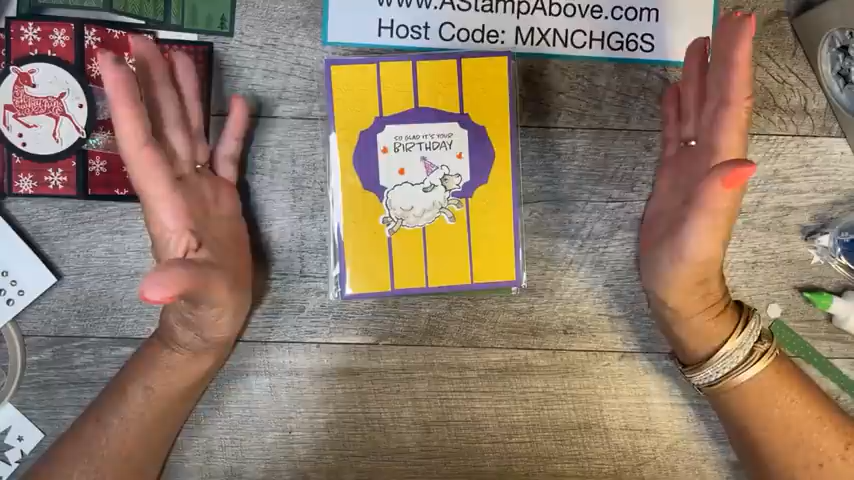 www.AStampAbove.com
Host Code: MXNCHG6S
SO GLAD IT'S YOUR
BIRTHDAY